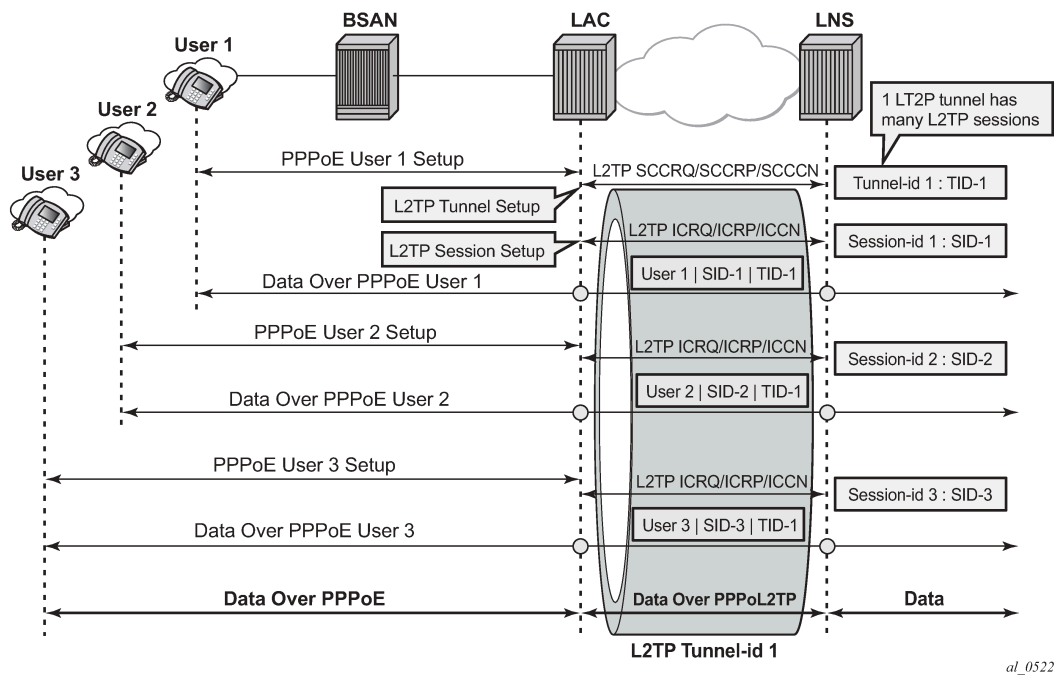 BSAN
LAC
LNS
User 1
1 LT2P tunnel has
many L2TP sessions
User 2
PPPoE User 1 Setup
L2TP SCCRQ/SCCRP/SCCCN
User 3
Tunnel-id 1 : TID-1
L2TP Tunnel Setup
L2TP ICRQ/ICRP/ICCN
Session-id 1 : SID-1
L2TP Session Setup
User 1 | SID-1 | TID-1
Data Over PPPoE User 1
PPPoE User 2 Setup
L2TP ICRQ/ICRP/ICCN
Session-id 2 : SID-2
User 2 | SID-2 | TID-1
Data Over PPPoE User 2
PPPoE User 3 Setup
L2TP ICRQ/ICRP/ICCN
Session-id 3 : SID-3
User 3 | SID-3 | TID-1
Data Over PPPoE User 3
Data Over PPPoE
Data Over PPPoL2TP
Data
L2TP Tunnel-id 1
al_0522